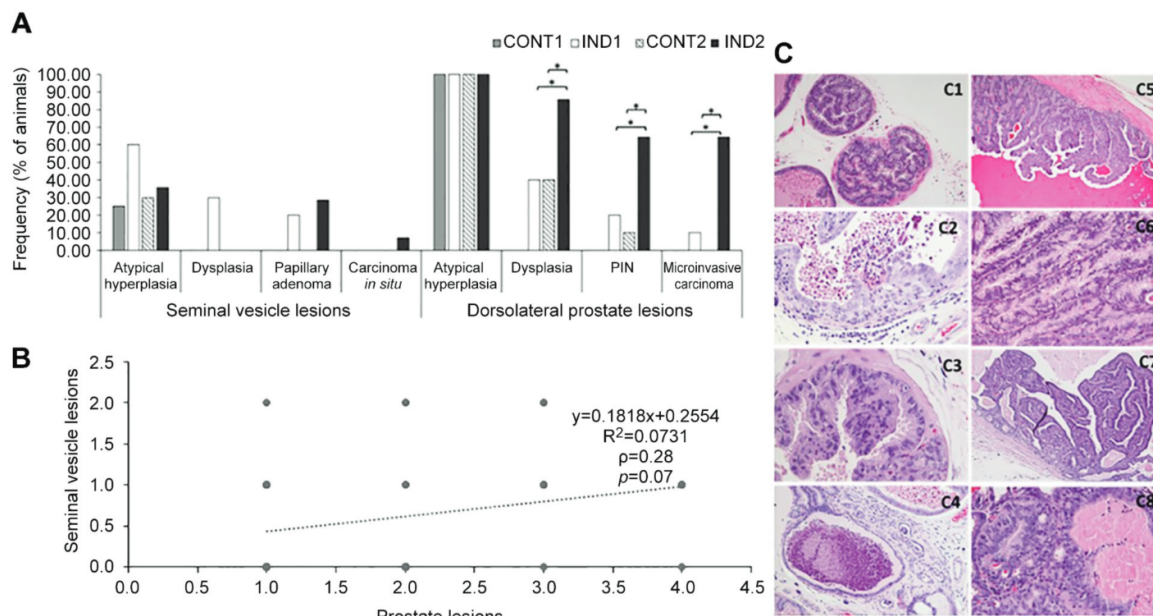 A
CONT1 IND1 CONT2 IND2
Frequency (% of animals)
100.00
90.00
80.00
70.00
60.00
50.00
40.00
30.00
20.00
10.00
0.00
* * * * * *
Atypical hyperplasia
Dysplasia
Papillary adenoma
Carcinoma in situ
Atypical hyperplasia
Dysplasia
PIN
Microinvasive carcinoma
Seminal vesicle lesions
Dorsolateral prostate lesions
B
Seminal vesicle lesions
2.5
2.0
1.5
1.0
0.5
0.0
y=0.1818x+0.2554
R²=0.0731
ρ=0.28
p=0.07
0.0 0.5 1.0 1.5 2.0 2.5 3.0 3.5 4.0 4.5
Prostate lesions
C
C1
C5
C2
C6
C3
C7
C4
C8